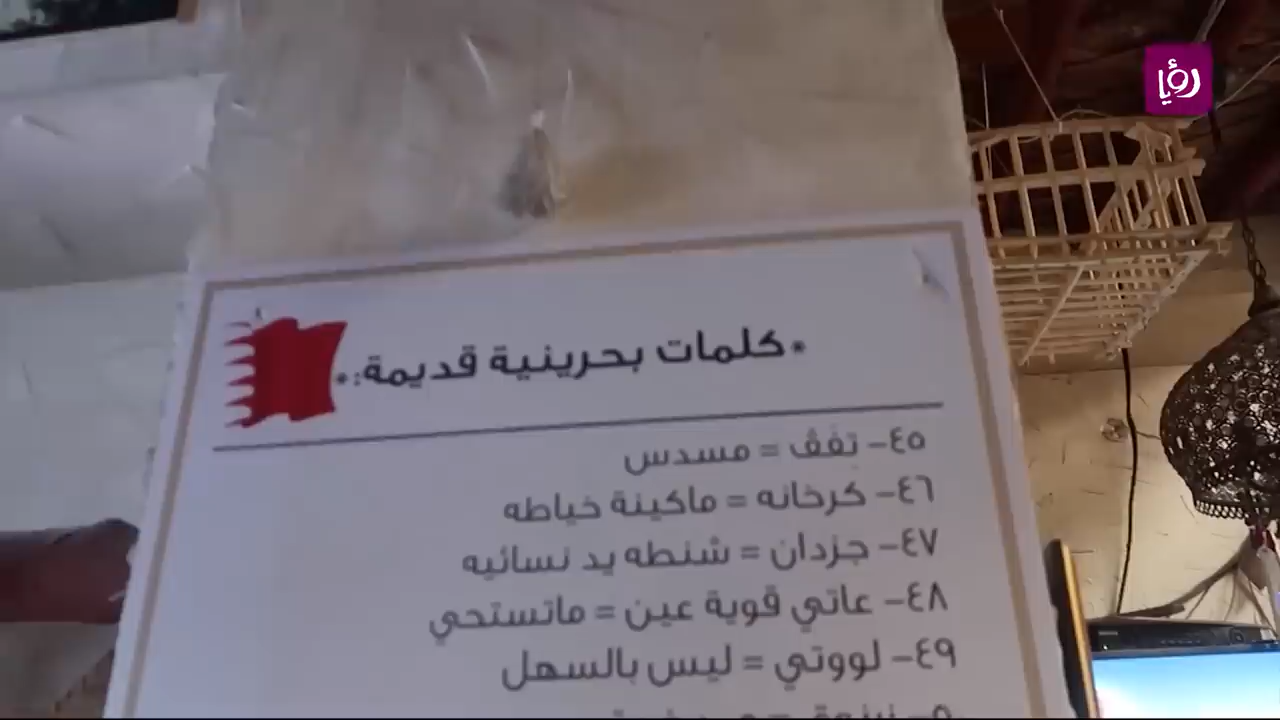 رؤيا
*كلمات بحرينية قديمة:*
٤٥- تفڤ = مسدس
٤٦- كرخانه = ماكينة خياطه
٤٧- جزدان = شنطه يد نسائيه
٤٨- عاتي قوية عين = ماتستحي
٤٩- لووتي = ليس بالسهل